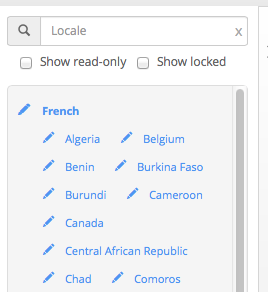 Locale x
Show read-only Show locked
French
Algeria Belgium
Benin Burkina Faso
Burundi Cameroon
Canada
Central African Republic
Chad Comoros